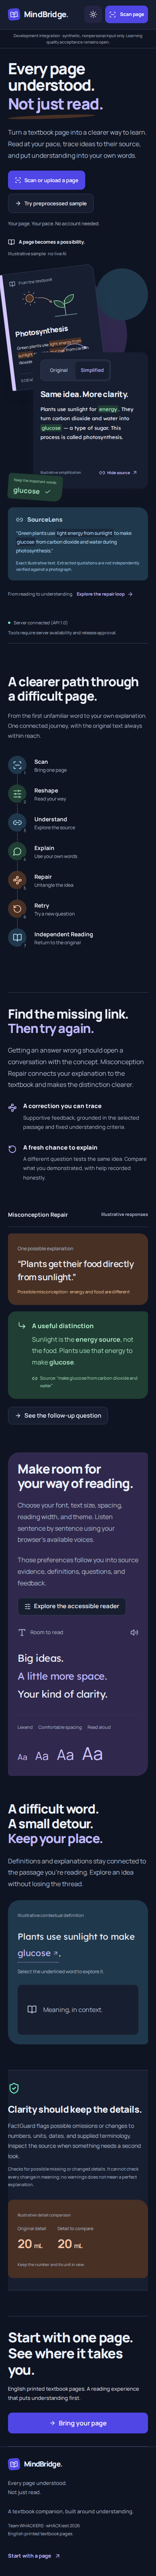 MindBridge.
Scan page
Development integration · synthetic, nonpersonal input only. Learning
quality acceptance remains open.
Every page
understood.
Not just read.
Turn a textbook page into a clearer way to learn.
Read at your pace, trace ideas to their source,
and put understanding into your own words.
Scan or upload a page
Try preprocessed sample
Your page. Your pace. No account needed.
A page becomes a possibility.
Illustrative sample · no live AI
From the textbook
Photosynthesis
Original
Simplified
Same idea. More clarity.
Plants use sunlight for energy. They
turn carbon dioxide and water into
glucose — a type of sugar. This
process is called photosynthesis.
Illustrative simplification
Hide source
Keep the important words
glucose
SourceLens
"Green plants use light energy from sunlight to make
glucose from carbon dioxide and water during
photosynthesis."
Exact illustrative text. Extracted quotations are not independently
verified against a photograph.
From reading to understanding.
Explore the repair loop
Server connected (API 1.0)
Tools require server availability and release approval.
A clearer path through
a difficult page.
From the first unfamiliar word to your own explanation.
One calm step at a time, with the original text always
within reach.
1
Scan
Bring one page
2
Reshape
Read your way
3
Understand
Explore the source
4
Explain
Use your own words
5
Repair
Untangle the idea
6
Retry
Try a new question
7
Independent Reading
Return to the original
Find the missing link.
Then try again.
Getting an answer wrong should open a
conversation with the concept. Misconception Repair
connects your explanation to the
source and makes the distinction clearer.
A correction you can trace
Supportive feedback, grounded in the selected
passage and fixed distinction when available.
A fresh chance to explain
A different question tests the same idea. Compare
what you demonstrated, with help recorded
honestly.
Misconception Repair
Illustrative responses
One possible explanation
"Plants get their food directly
from sunlight."
Possible misconception · energy and food are different
A useful distinction
Sunlight is the energy source, not
the food. Plants use that energy to
make glucose.
Source: "make glucose from carbon dioxide and
water"
See the follow-up question
Make room for
your way of reading.
Choose your font, text size, spacing,
reading width, and theme. Listen
sentence by sentence using your
browser's available voices.
Those preferences follow you into source
evidence, definitions, questions, and
feedback.
Explore the accessible reader
Room to read
Big ideas.
A little more space.
Your kind of clarity.
Lexend
Comfortable spacing
Read aloud
Aa Aa Aa Aa
A difficult word.
A small detour.
Keep your place.
Definitions and explanations stay connected to
the passage you're reading. Explore an idea
without losing the thread.
Illustrative contextual definition
Plants use sunlight to make
glucose.
Select the underlined word to explore it.
Meaning, in context.
Clarity should keep the details.
FactGuard flags possible omissions or changes to
numbers, units, dates, and supplied terminology.
Inspect the source when something needs a second
look.
Checks for possible missing or changed details. It cannot check
every change in meaning; no warnings does not mean a perfect
explanation.
Illustrative detail comparison
Original detail
Detail to compare
20 mL
20 mL
Keep the number and its unit in view.
Start with one page.
See where it takes
you.
English printed textbook pages. A reading experience
that puts understanding first.
Bring your page
MindBridge.
Every page understood.
Not just read.
A textbook companion, built around understanding.
Team WHACKERS · wHACKtest 2026
English printed textbook pages
Start with a page